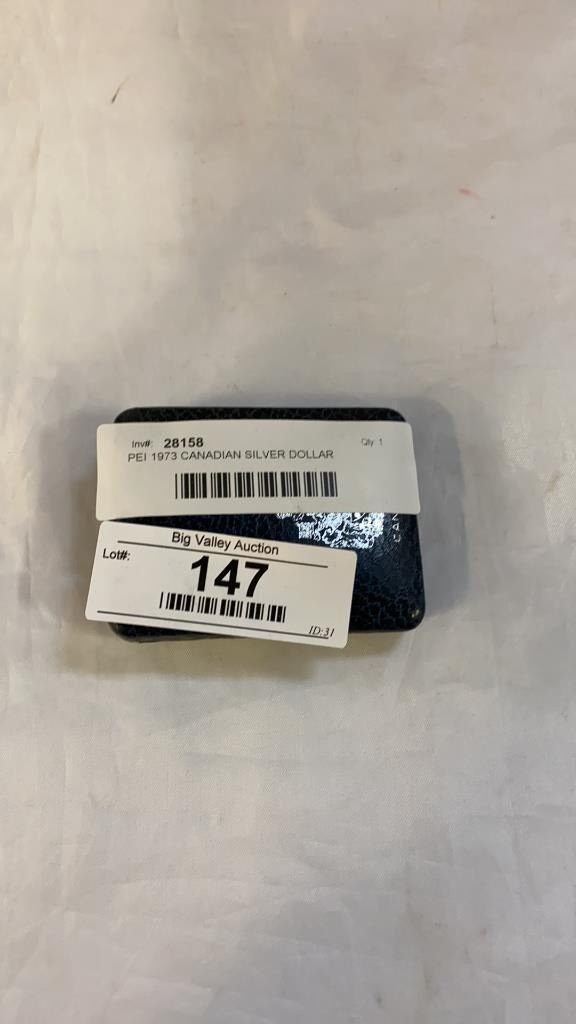 Inv#: 28158 Qty 1
PEI 1973 CANADIAN SILVER DOLLAR
Big Valley Auction
Lot#: 147
ID:31